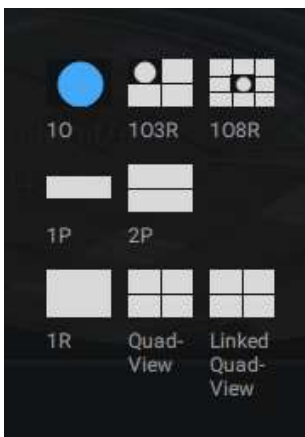 1O
1O3R
1O8R
1P
2P
1R
Quad-
View
Linked
Quad-
View